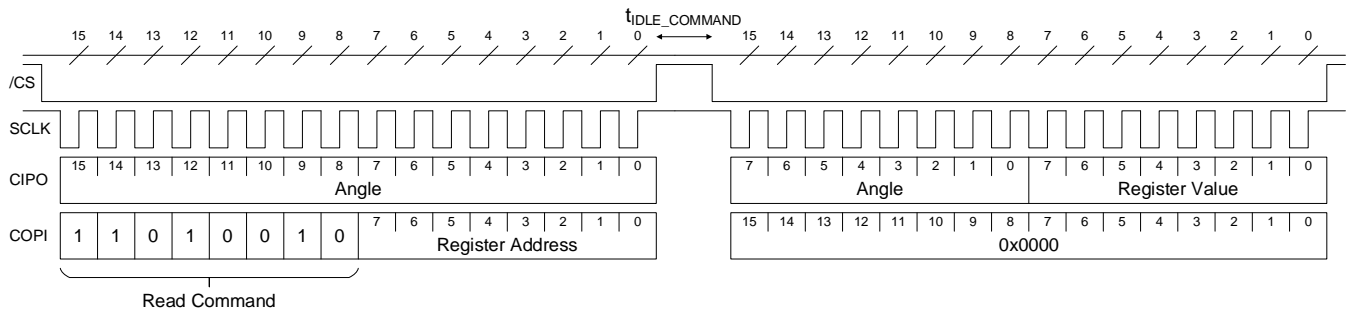 tIDLE_COMMAND
15 14 13 12 11 10 9 8 7 6 5 4 3 2 1 0 15 14 13 12 11 10 9 8 7 6 5 4 3 2 1 0
/CS
SCLK
15 14 13 12 11 10 9 8 7 6 5 4 3 2 1 0 7 6 5 4 3 2 1 0 7 6 5 4 3 2 1 0
CIPO Angle Angle Register Value
7 6 5 4 3 2 1 0 15 14 13 12 11 10 9 8 7 6 5 4 3 2 1 0
COPI 1 1 0 1 0 0 1 0 Register Address 0x0000
Read Command